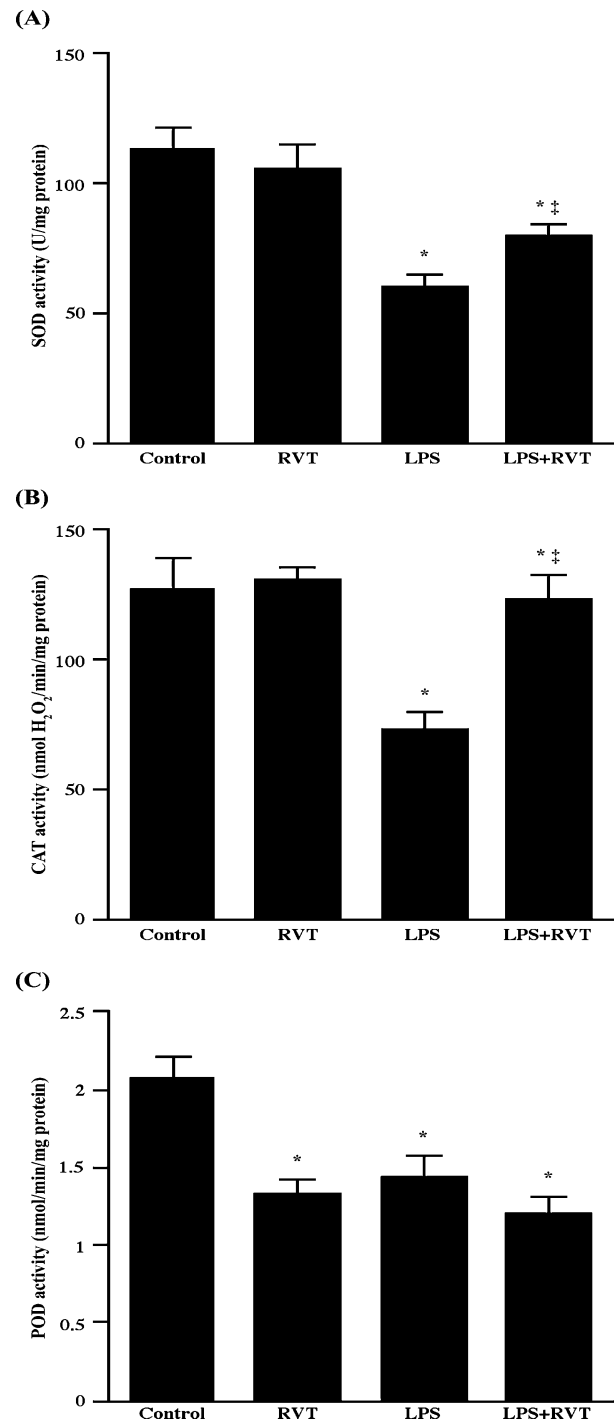 (A)
SOD activity (U/mg protein)
150
100
50
0
*
* ‡
Control RVT LPS LPS+RVT
(B)
CAT activity (nmol H₂O₂/min/mg protein)
150
100
50
0
*
* ‡
Control RVT LPS LPS+RVT
(C)
POD activity (nmol/min/mg protein)
2.5
2
1.5
1
0.5
0
*
*
*
Control RVT LPS LPS+RVT